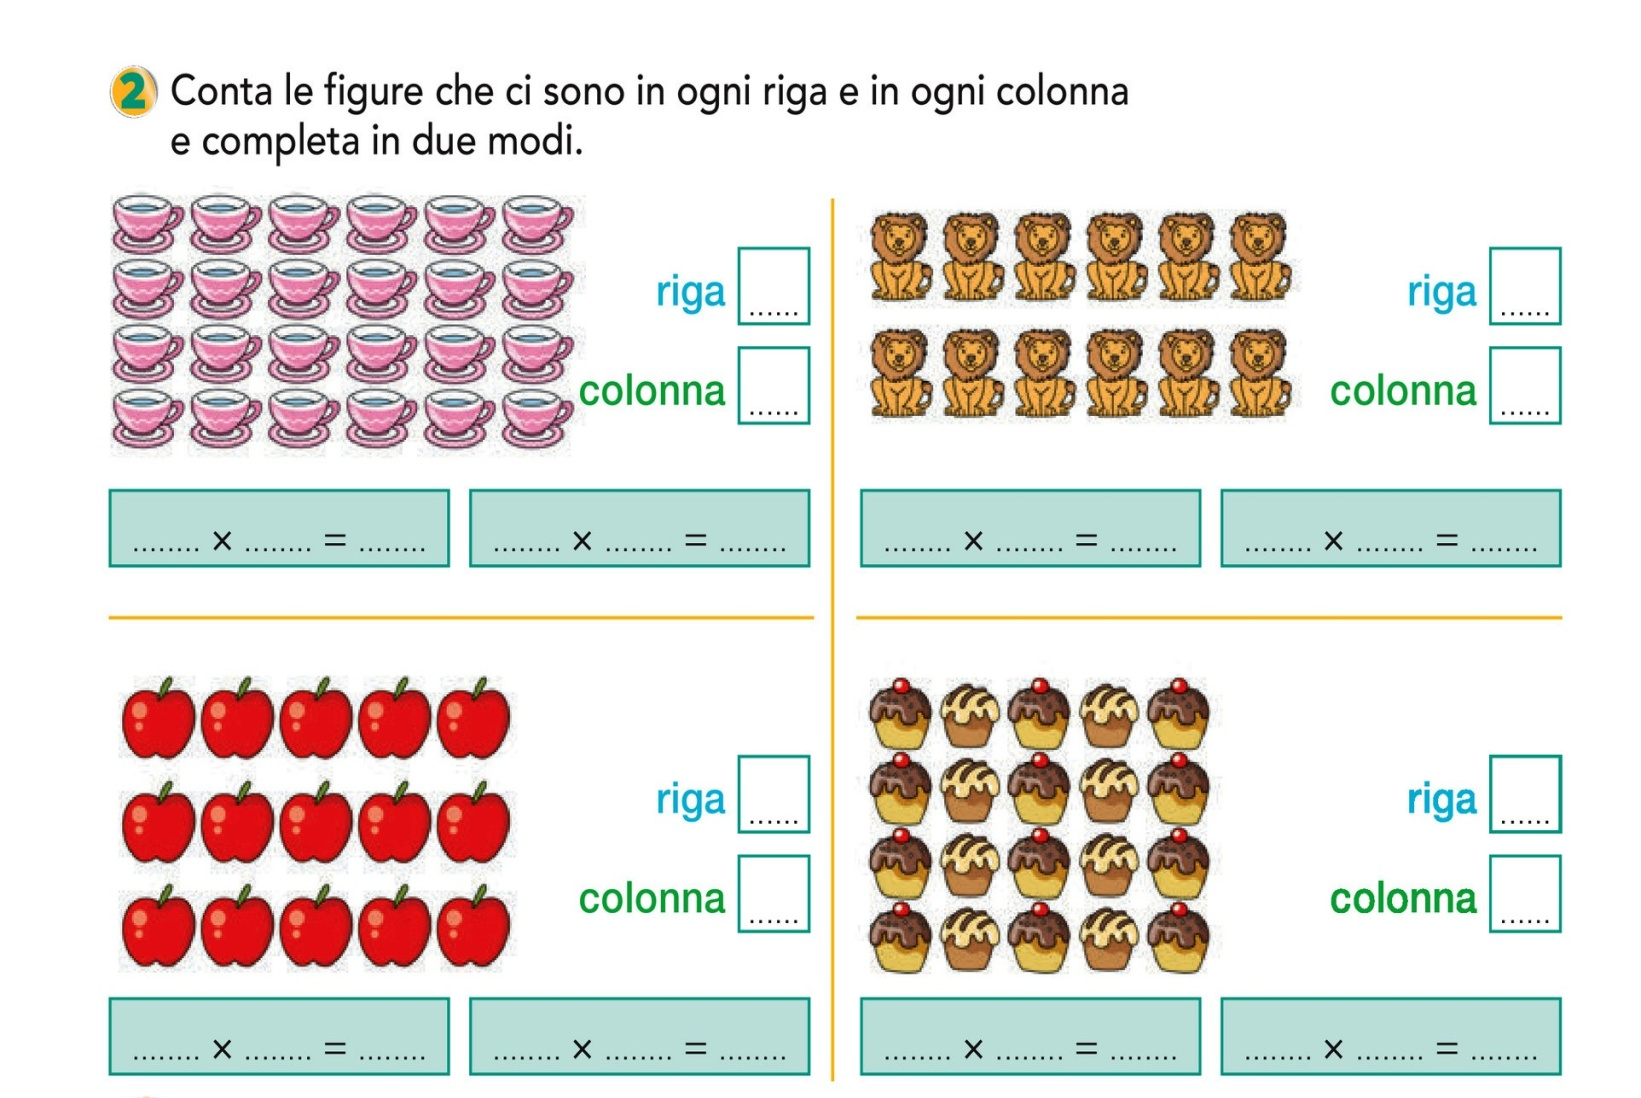 2 Conta le figure che ci sono in ogni riga e in ogni colonna
e completa in due modi.
riga ......
colonna ......
........ × ........ = ........ ........ × ........ = ........
riga ......
colonna ......
........ × ........ = ........ ........ × ........ = ........
riga ......
colonna ......
........ × ........ = ........ ........ × ........ = ........
riga ......
colonna ......
........ × ........ = ........ ........ × ........ = ........